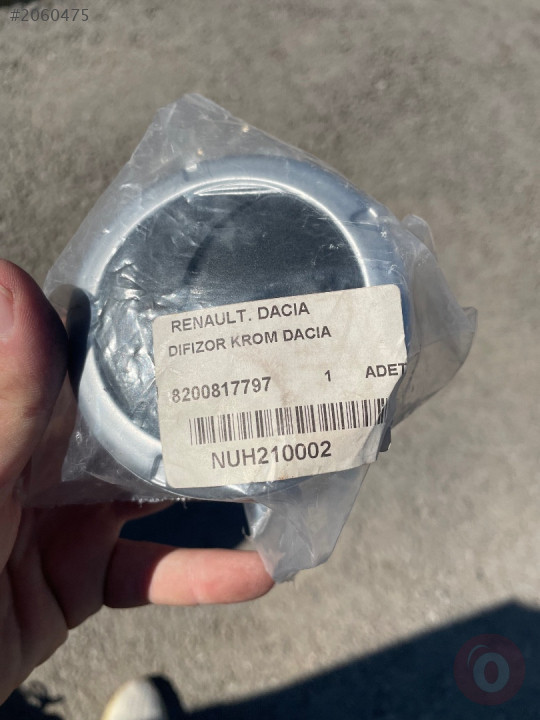 #2060475
RENAULT. DACIA
DIFIZOR KROM DACIA
8200817797 1 ADET
NUH210002